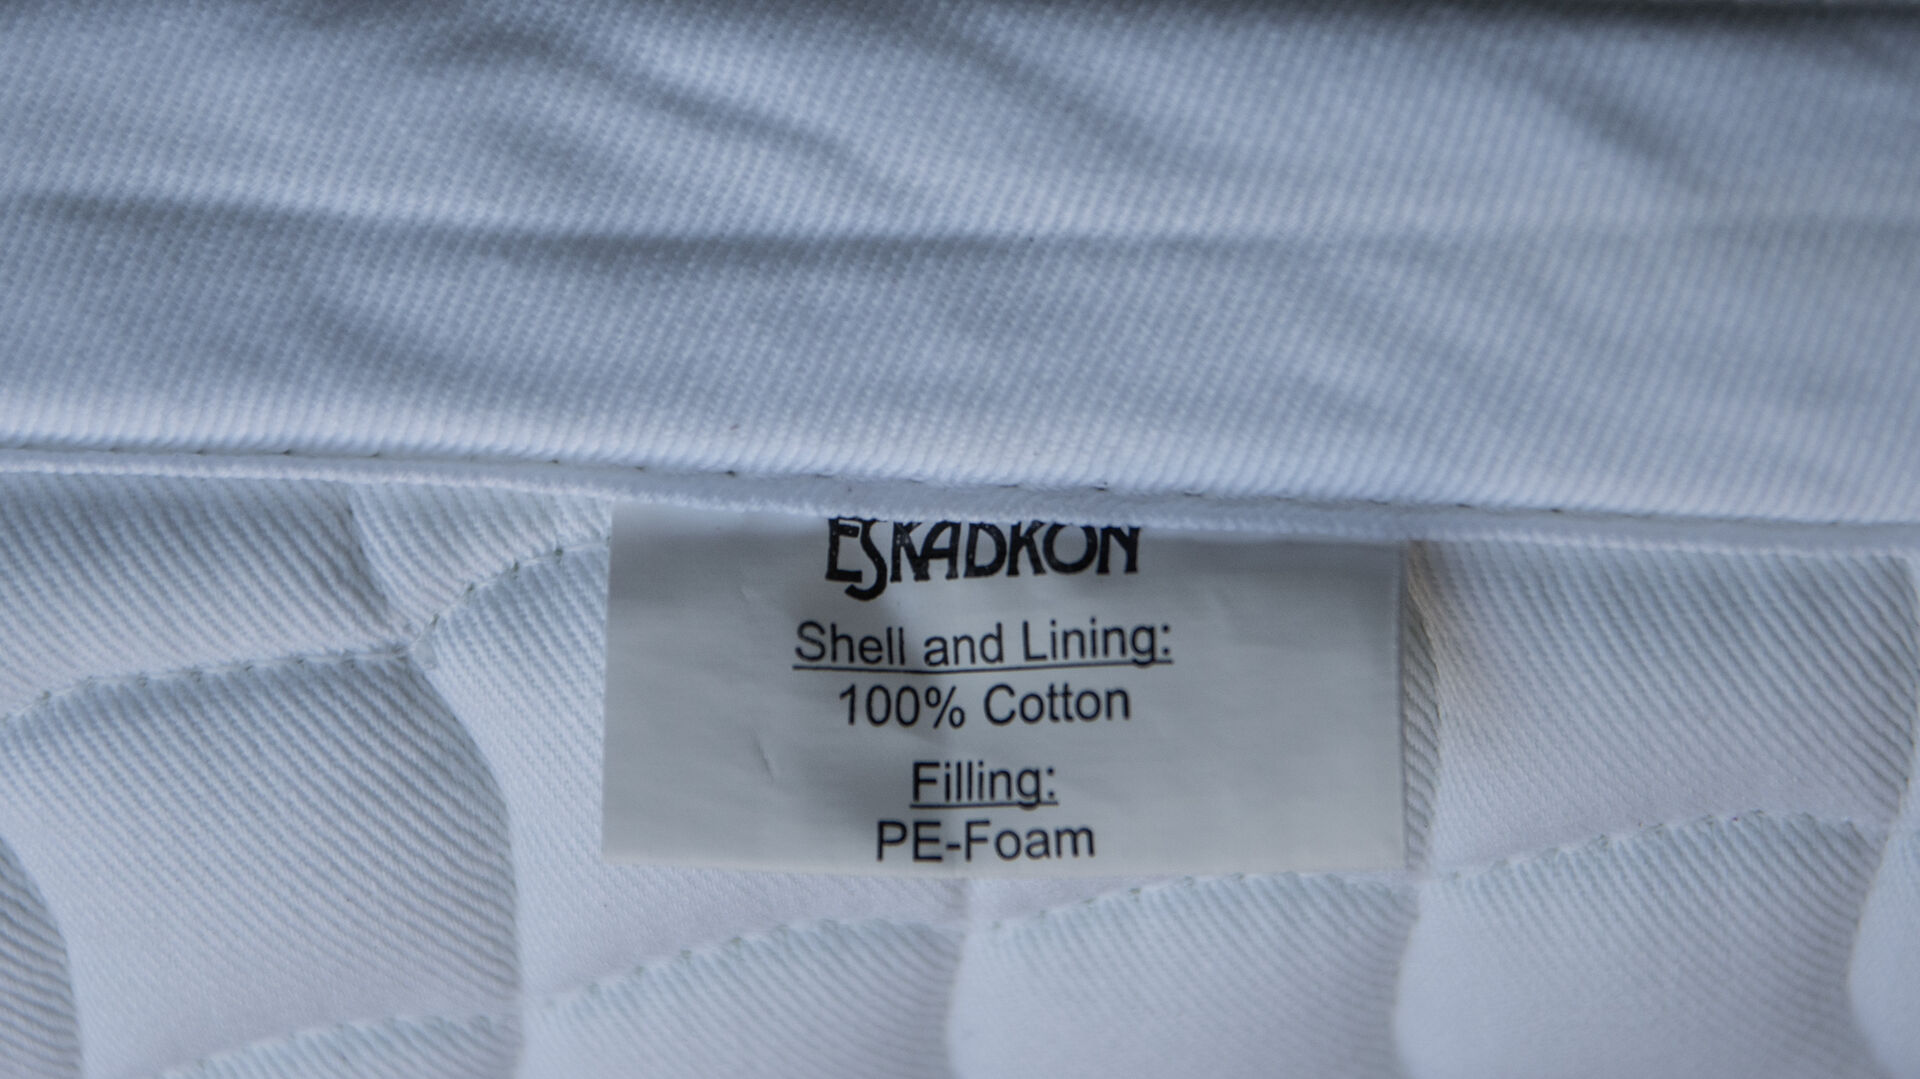 ESKADRON
Shell and Lining:
100% Cotton
Filling:
PE-Foam